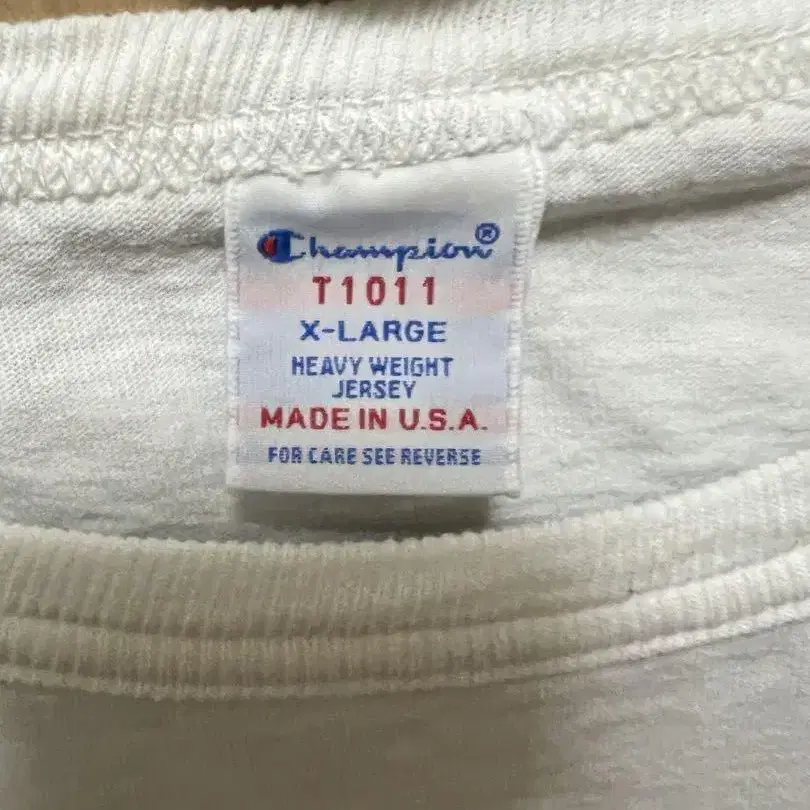 Champion®
T1011
X-LARGE
HEAVY WEIGHT
JERSEY
MADE IN U.S.A.
FOR CARE SEE REVERSE